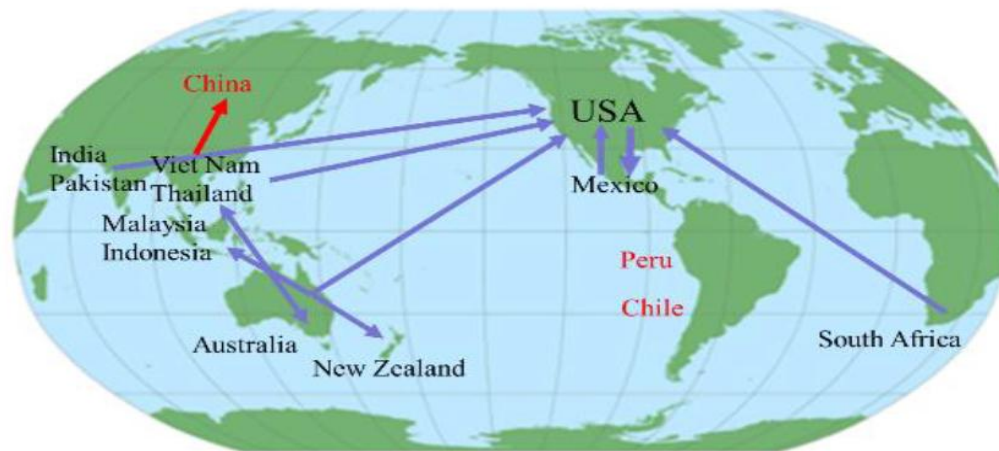 China
USA
India
Pakistan
Viet Nam
Thailand
Malaysia
Indonesia
Mexico
Peru
Chile
Australia
New Zealand
South Africa